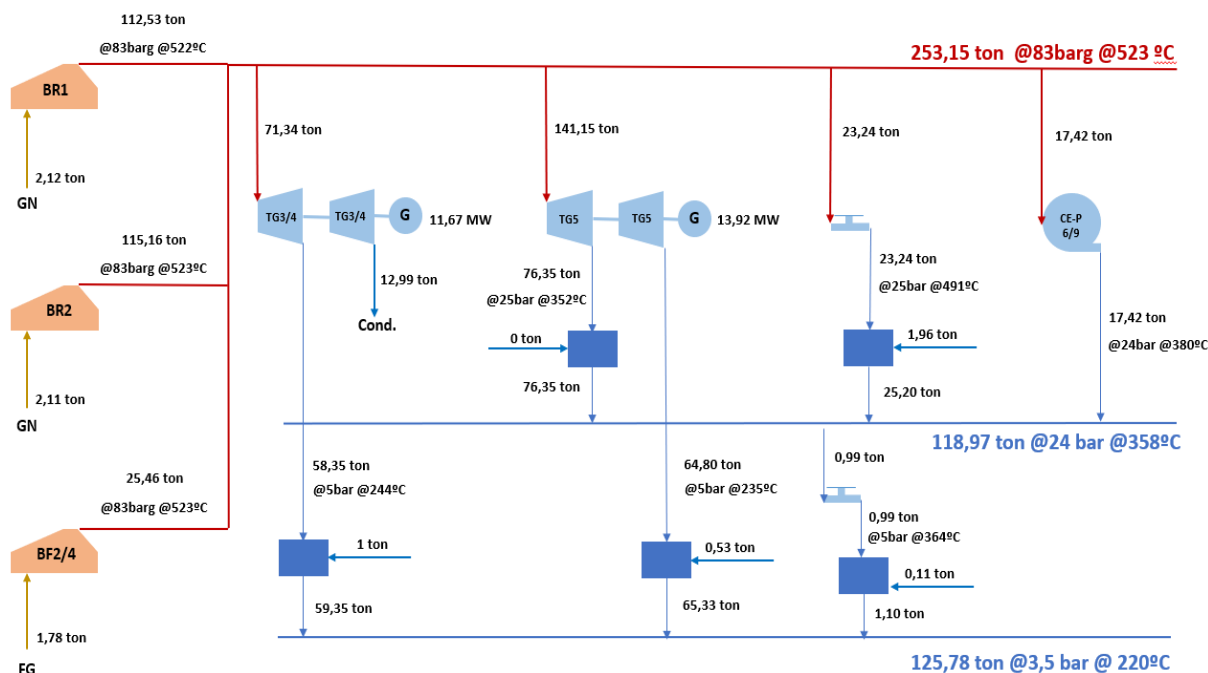 112,53 ton
@83barg @522ºC
253,15 ton @83barg @523 ºC
BR1
71,34 ton
141,15 ton
23,24 ton
17,42 ton
2,12 ton
GN
TG3/4
TG3/4
G
11,67 MW
TG5
TG5
G
13,92 MW
CE-P
6/9
115,16 ton
@83barg @523ºC
12,99 ton
Cond.
76,35 ton
@25bar @352ºC
23,24 ton
@25bar @491ºC
BR2
17,42 ton
@24bar @380ºC
0 ton
1,96 ton
76,35 ton
25,20 ton
2,11 ton
GN
118,97 ton @24 bar @358ºC
25,46 ton
@83barg @523ºC
58,35 ton
@5bar @244ºC
64,80 ton
@5bar @235ºC
0,99 ton
0,99 ton
@5bar @364ºC
BF2/4
1 ton
0,53 ton
0,11 ton
59,35 ton
65,33 ton
1,10 ton
1,78 ton
FG
125,78 ton @3,5 bar @ 220ºC